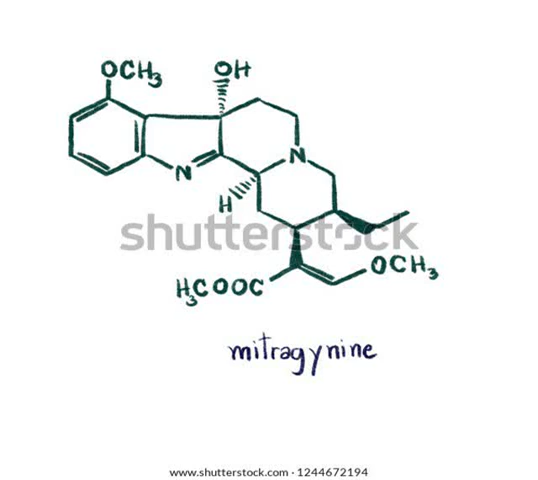 OCH3
OH
N
N
H
H3COOC
OCH3
shutterstock
mitragynine
www.shutterstock.com · 1244672194